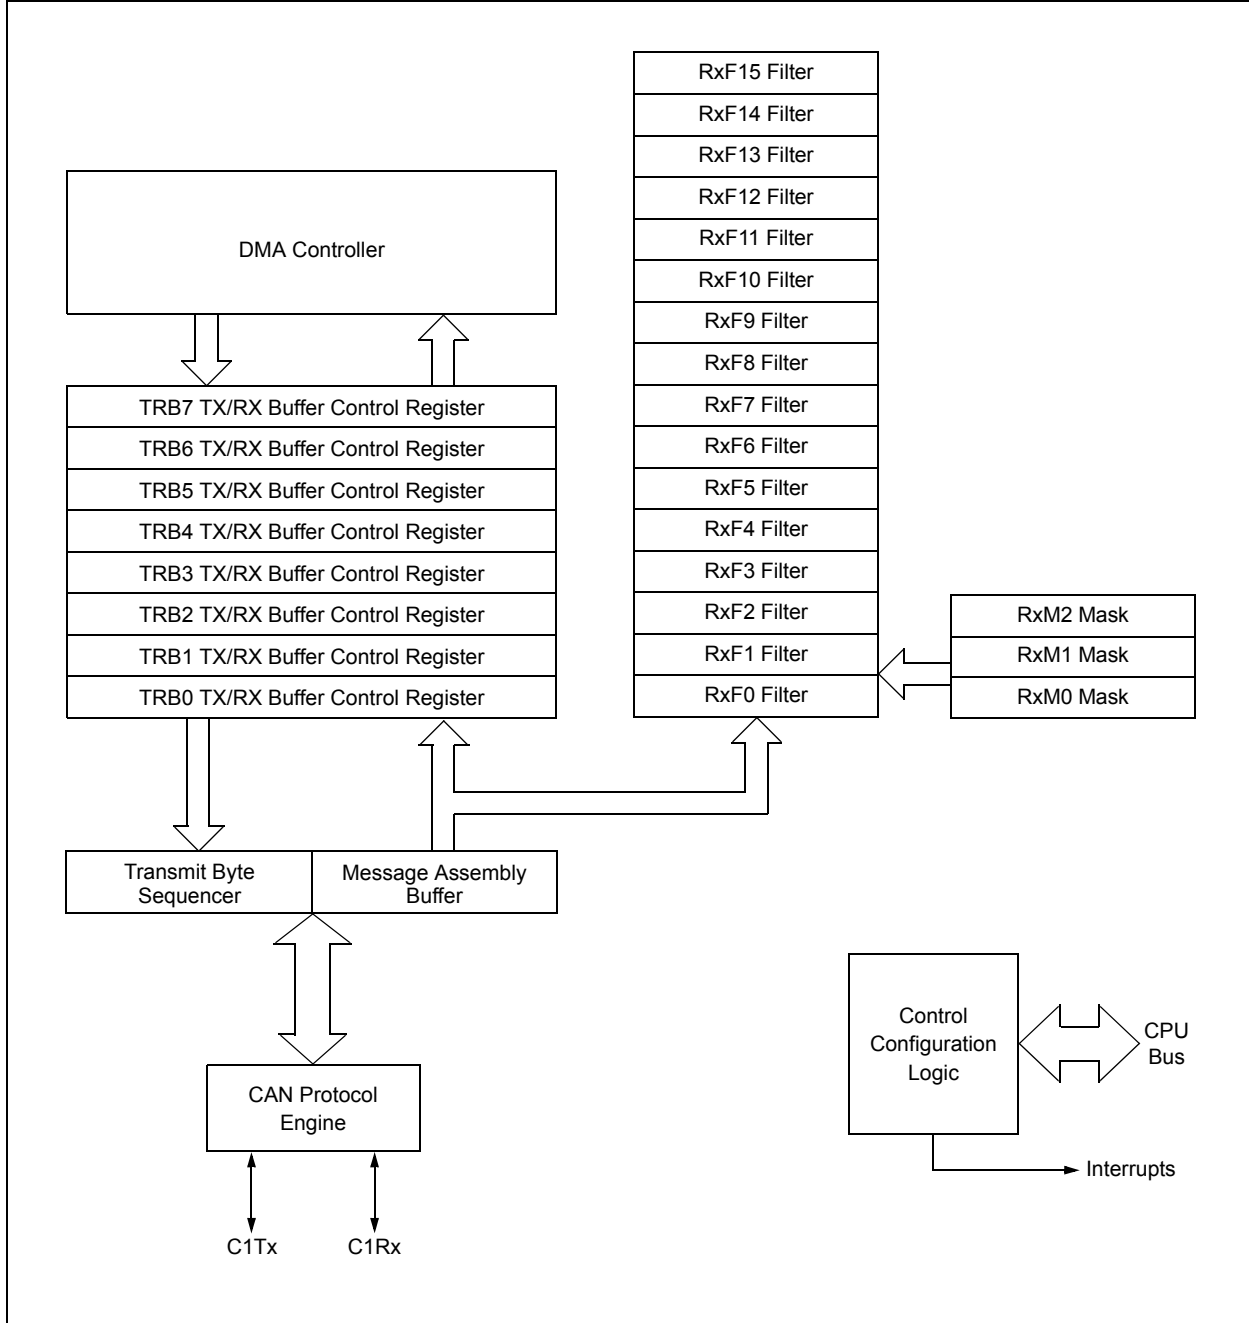 RxF15 Filter
RxF14 Filter
RxF13 Filter
RxF12 Filter
RxF11 Filter
RxF10 Filter
RxF9 Filter
RxF8 Filter
RxF7 Filter
RxF6 Filter
RxF5 Filter
RxF4 Filter
RxF3 Filter
RxF2 Filter
RxF1 Filter
RxF0 Filter
DMA Controller
TRB7 TX/RX Buffer Control Register
TRB6 TX/RX Buffer Control Register
TRB5 TX/RX Buffer Control Register
TRB4 TX/RX Buffer Control Register
TRB3 TX/RX Buffer Control Register
TRB2 TX/RX Buffer Control Register
TRB1 TX/RX Buffer Control Register
TRB0 TX/RX Buffer Control Register
RxM2 Mask
RxM1 Mask
RxM0 Mask
Transmit Byte
Sequencer
Message Assembly
Buffer
CAN Protocol
Engine
C1Tx
C1Rx
Control
Configuration
Logic
CPU
Bus
Interrupts